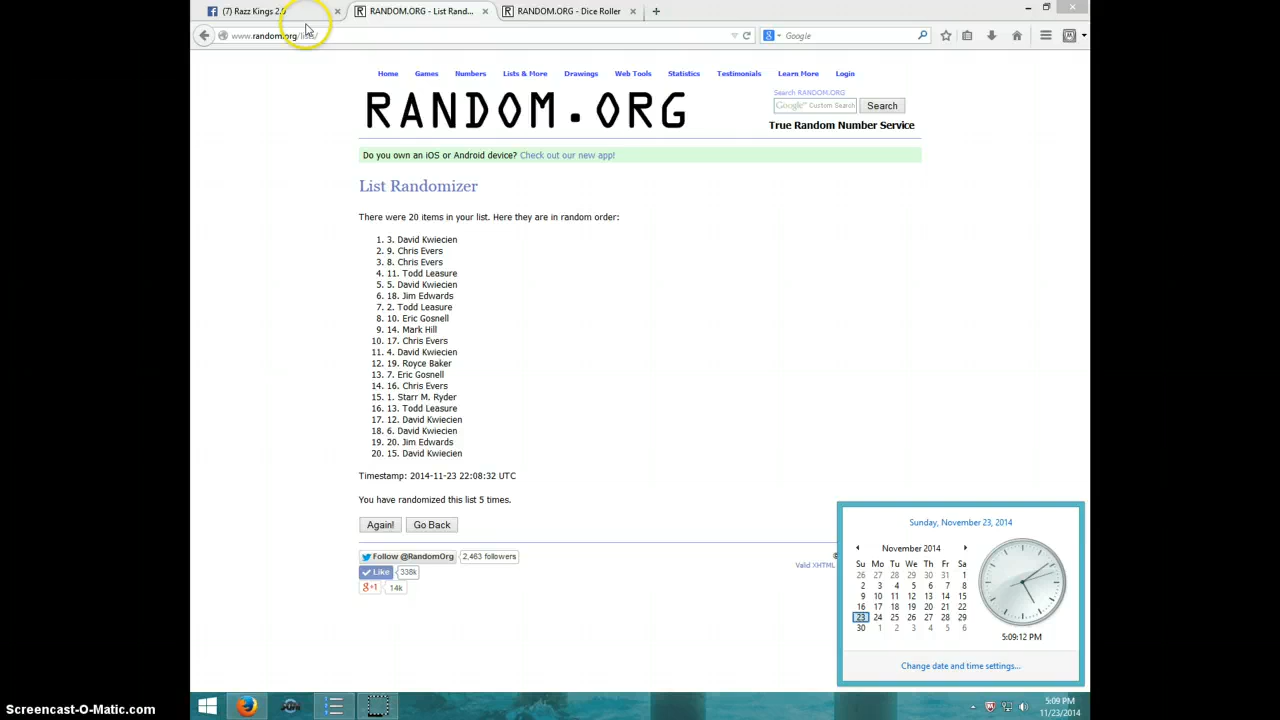 (7) Razz Kings 2.0
RANDOM.ORG - List Rand...
RANDOM.ORG - Dice Roller
www.random.org/lists/
Google
Home Games Numbers Lists & More Drawings Web Tools Statistics Testimonials Learn More Login
RANDOM.ORG
Search RANDOM.ORG
Google™ Custom Search
Search
True Random Number Service
Do you own an iOS or Android device? Check out our new app!
List Randomizer
There were 20 items in your list. Here they are in random order:
1. 3. David Kwiecien
2. 9. Chris Evers
3. 8. Chris Evers
4. 11. Todd Leasure
5. 5. David Kwiecien
6. 18. Jim Edwards
7. 2. Todd Leasure
8. 10. Eric Gosnell
9. 14. Mark Hill
10. 17. Chris Evers
11. 4. David Kwiecien
12. 19. Royce Baker
13. 7. Eric Gosnell
14. 16. Chris Evers
15. 1. Starr M. Ryder
16. 13. Todd Leasure
17. 12. David Kwiecien
18. 6. David Kwiecien
19. 20. Jim Edwards
20. 15. David Kwiecien
Timestamp: 2014-11-23 22:08:32 UTC
You have randomized this list 5 times.
Again! Go Back
Follow @RandomOrg 2,463 followers
Like 338k
g+1 14k
Valid XHTML
Sunday, November 23, 2014
November 2014
Su Mo Tu We Th Fr Sa
26 27 28 29 30 31 1
2 3 4 5 6 7 8
9 10 11 12 13 14 15
16 17 18 19 20 21 22
23 24 25 26 27 28 29
30 1 2 3 4 5 6
5:09:12 PM
Change date and time settings...
5:09 PM
11/23/2014
Screencast-O-Matic.com